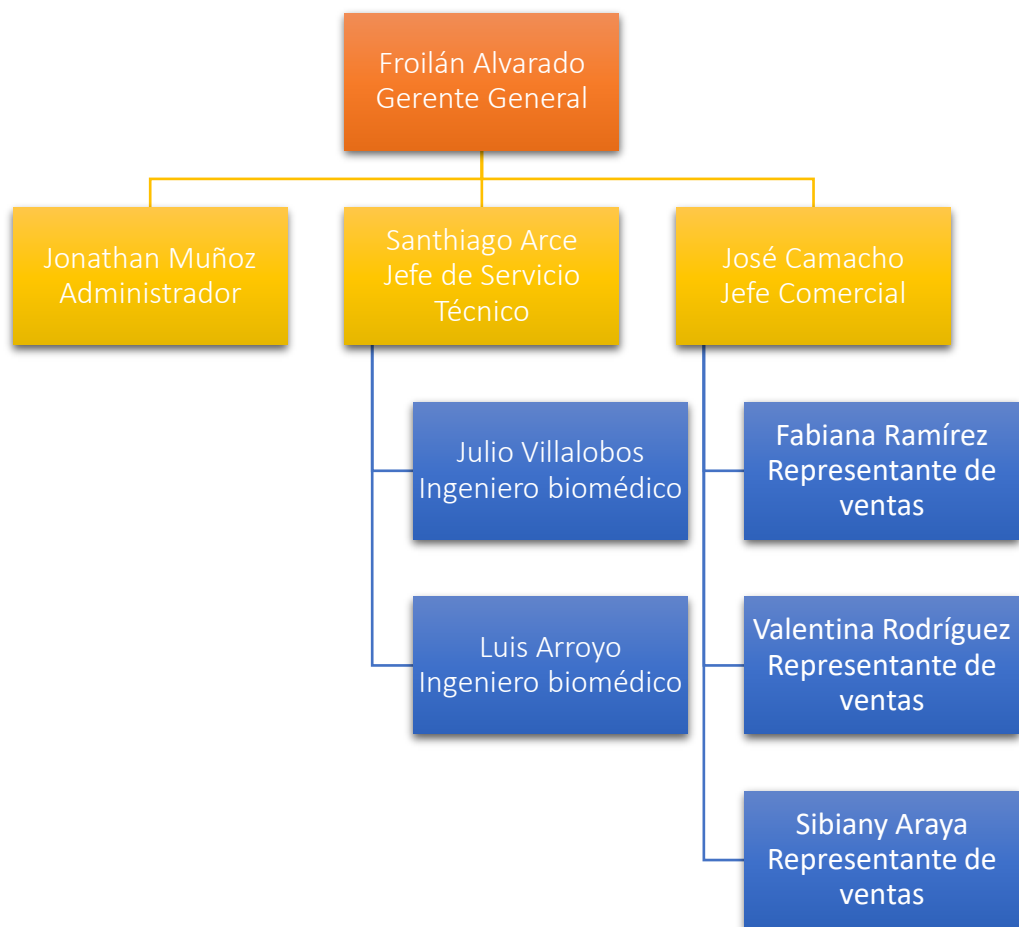 Froilán Alvarado
Gerente General
Jonathan Muñoz
Administrador
Santhiago Arce
Jefe de Servicio
Técnico
José Camacho
Jefe Comercial
Julio Villalobos
Ingeniero biomédico
Luis Arroyo
Ingeniero biomédico
Fabiana Ramírez
Representante de
ventas
Valentina Rodríguez
Representante de
ventas
Sibiany Araya
Representante de
ventas